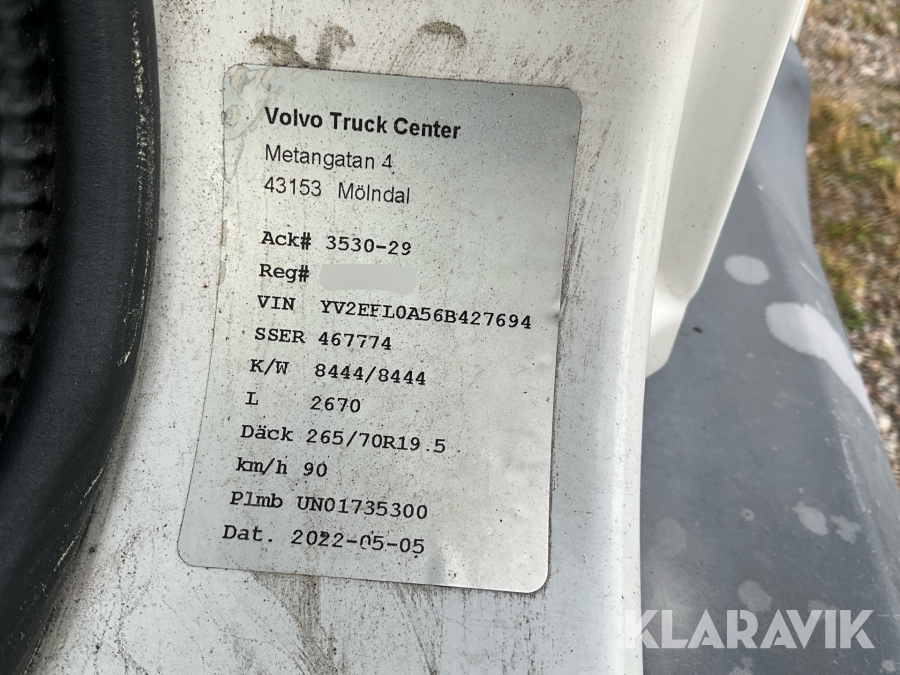 Volvo Truck Center
Metangatan 4
43153 Mölndal
Ack# 3530-29
Reg#
VIN YV2EFL0A56B427694
SSER 467774
K/W 8444/8444
L 2670
Däck 265/70R19.5
km/h 90
Plmb UN01735300
Dat. 2022-05-05
KLARAVIK